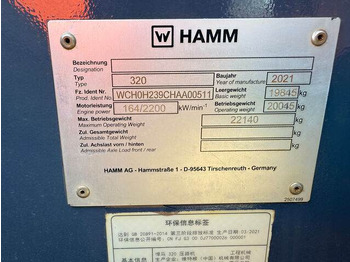 HAMM
Bezeichnung
Designation
Typ 320 Baujahr 2021
Type Year of manufacture
Fz. Ident Nr. WCH0H239CHAA00511 Leergewicht 19845 kg
Prod. Ident No. Basic weight
Motorleistung 164/2200 kW/min⁻¹ Betriebsgewicht 20045 kg
Engine performance Operating weight
Max. Betriebsgewicht 22140 kg
Maximum Operating Weight
Zul. Gesamtgewicht kg
Admissible Total Weight
Zul. Achslast vorn / hinten kg
Admissible Axle Load front / rear
HAMM AG - Hammstraße 1 - D-95643 Tirschenreuth - Germany
环保信息标签